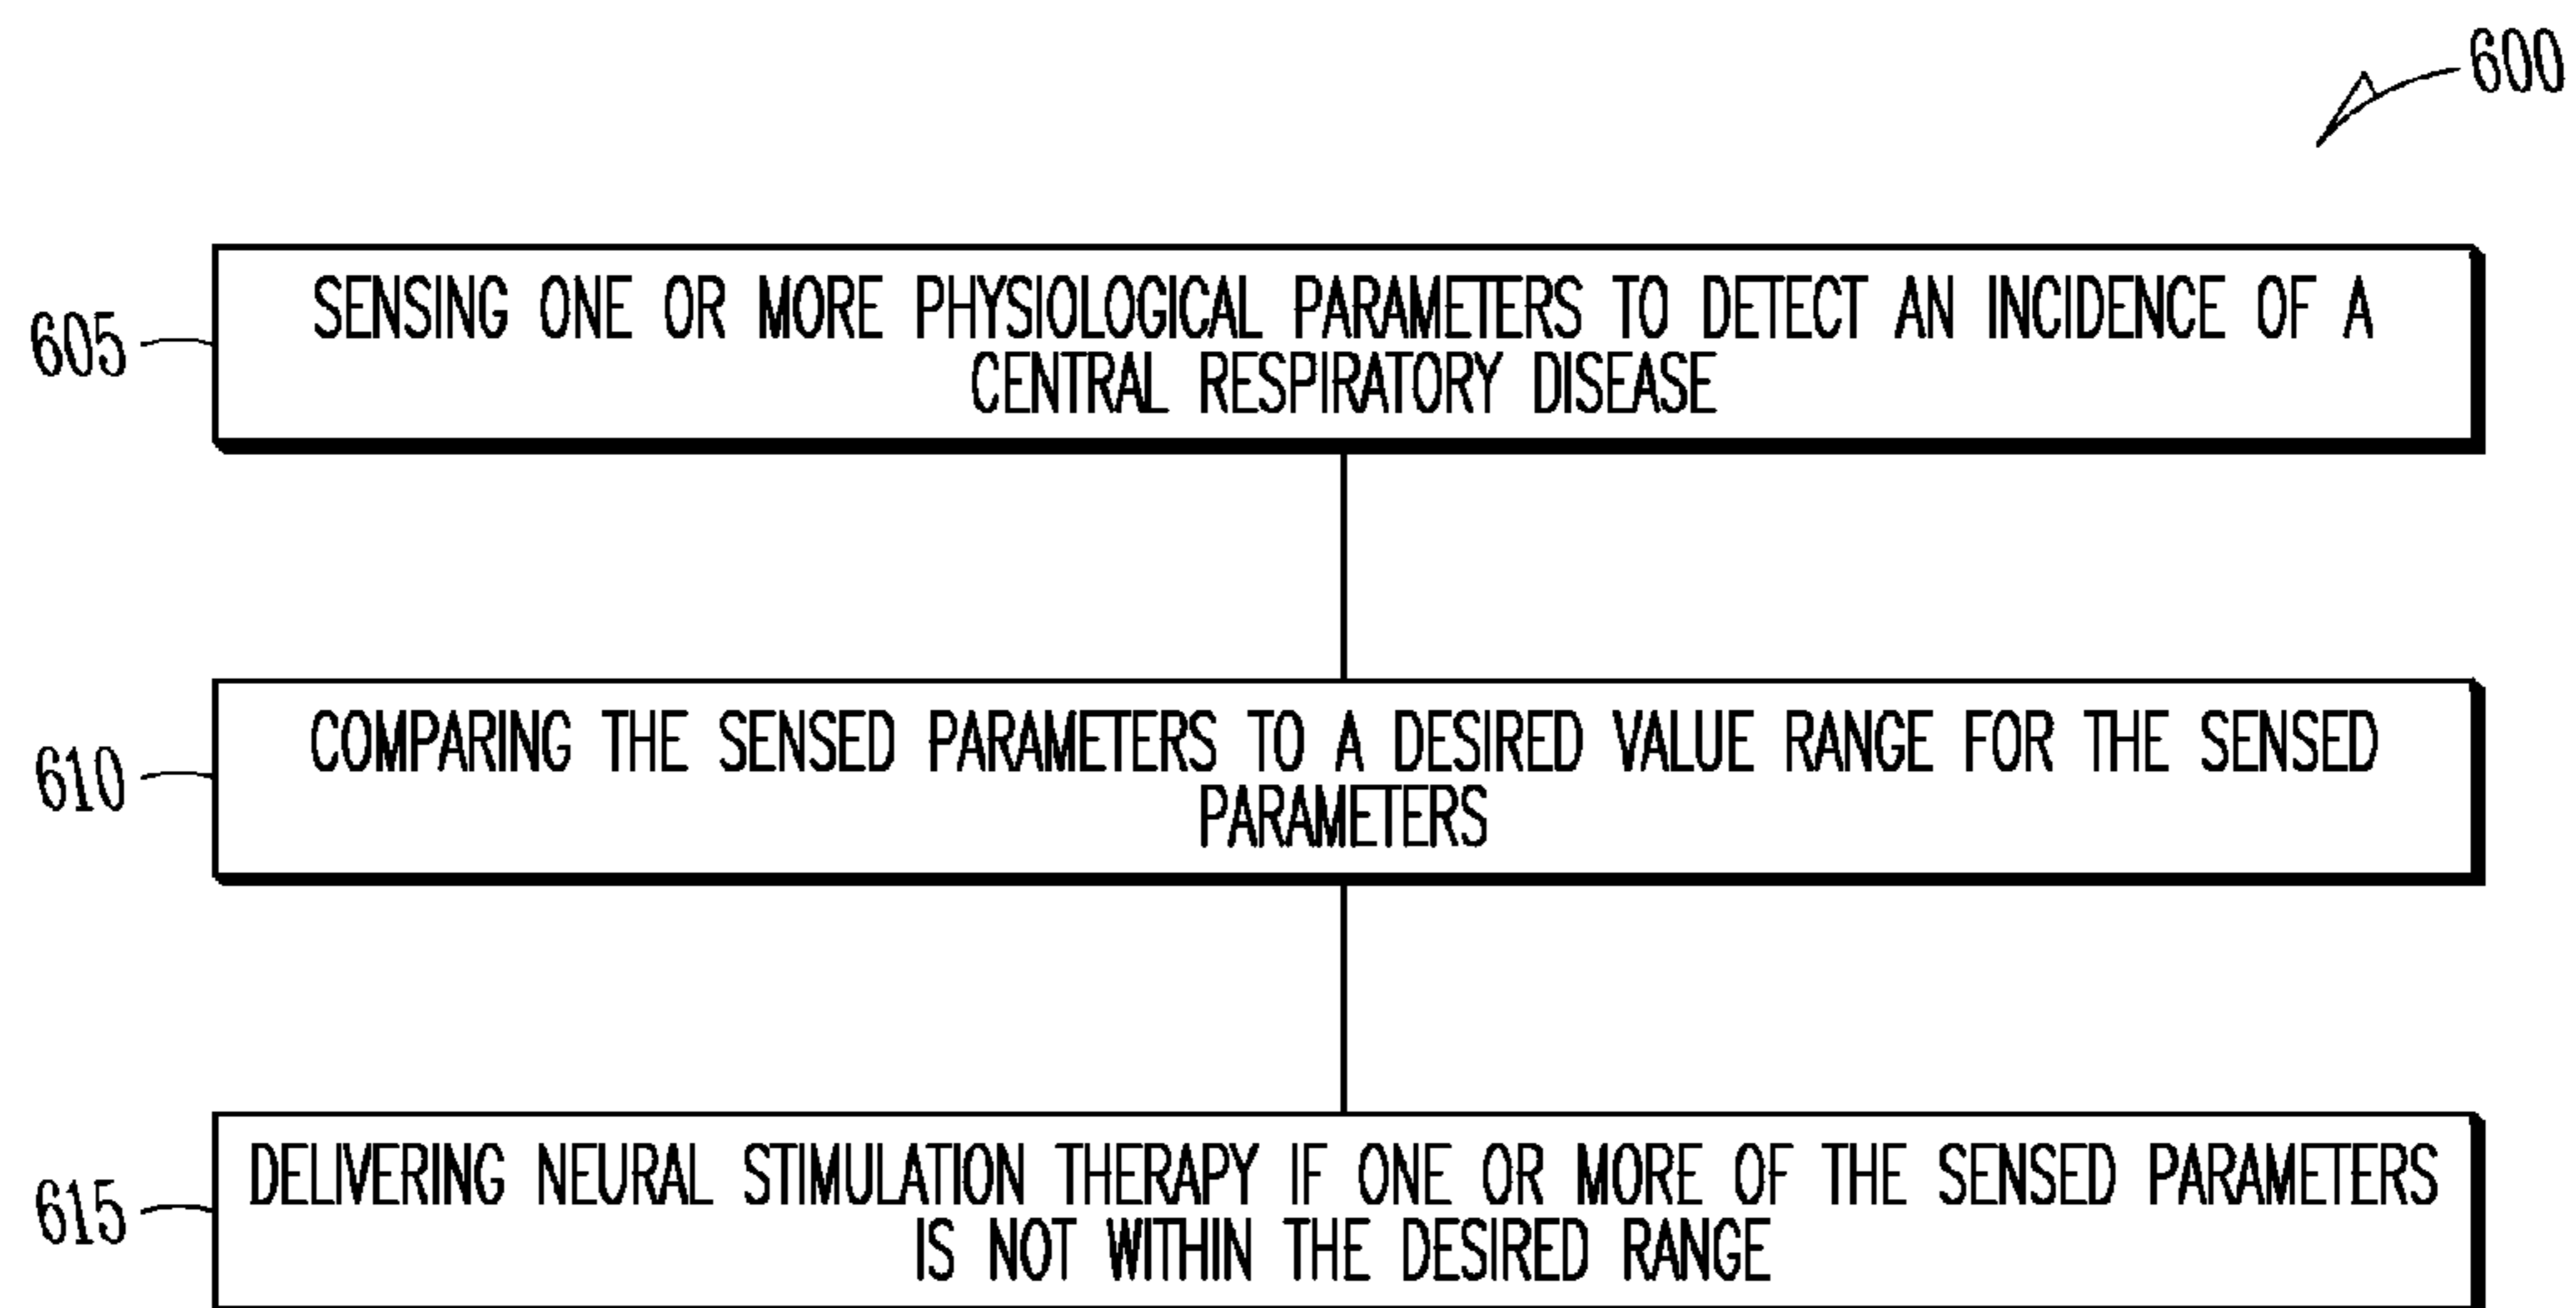 600
605
SENSING ONE OR MORE PHYSIOLOGICAL PARAMETERS TO DETECT AN INCIDENCE OF A
CENTRAL RESPIRATORY DISEASE
610
COMPARING THE SENSED PARAMETERS TO A DESIRED VALUE RANGE FOR THE SENSED
PARAMETERS
615
DELIVERING NEURAL STIMULATION THERAPY IF ONE OR MORE OF THE SENSED PARAMETERS
IS NOT WITHIN THE DESIRED RANGE